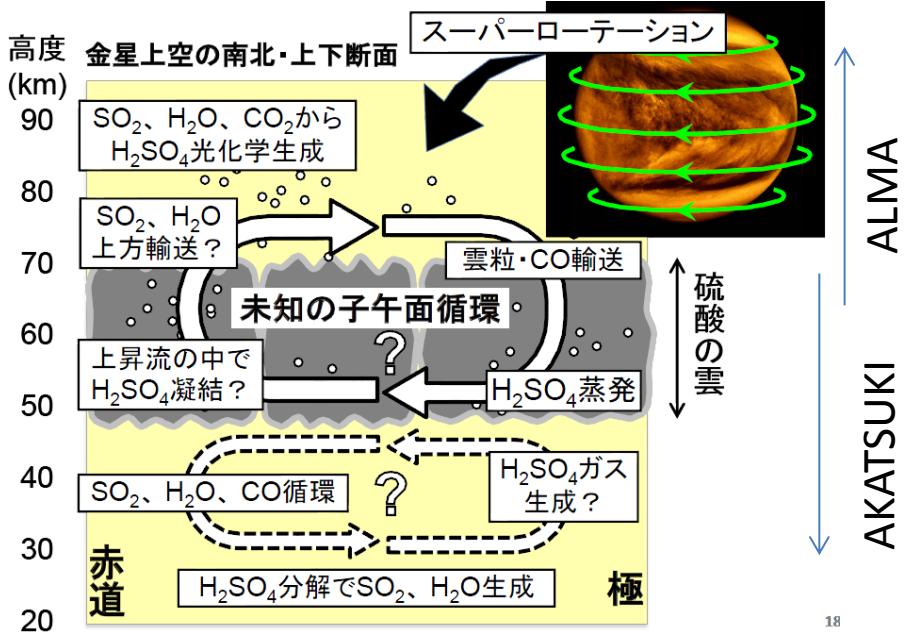 高度
(km)
金星上空の南北・上下断面
スーパーローテーション
90
80
70
60
50
40
30
20
SO₂、H₂O、CO₂から
H₂SO₄光化学生成
SO₂、H₂O
上方輸送？
雲粒・CO輸送
未知の子午面循環
?
上昇流の中で
H₂SO₄凝結？
H₂SO₄蒸発
硫酸の雲
SO₂、H₂O、CO循環
?
H₂SO₄ガス
生成？
赤道
H₂SO₄分解でSO₂、H₂O生成
極
ALMA
AKATSUKI
18